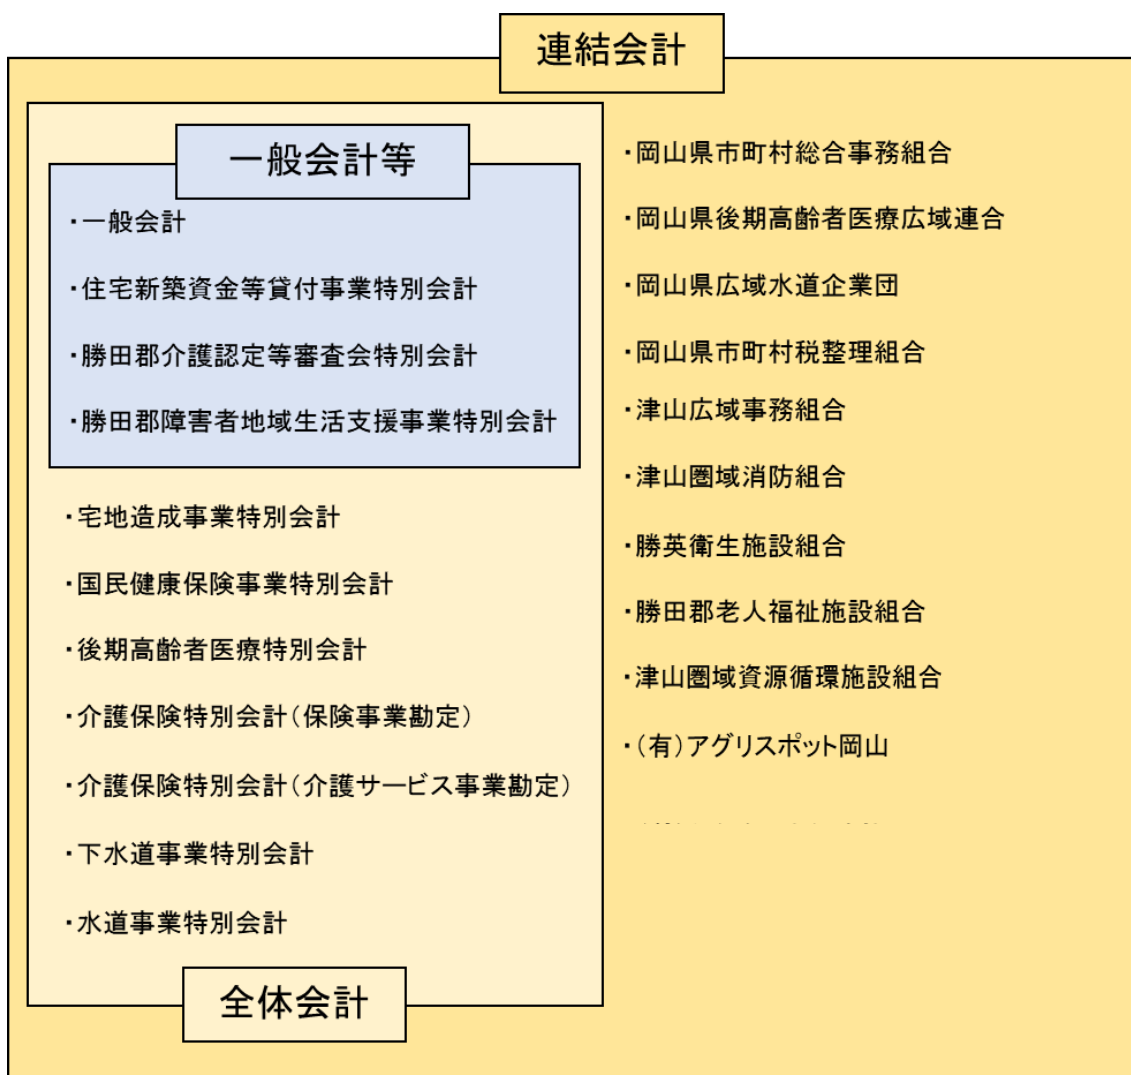 連結会計
一般会計等
・一般会計
・住宅新築資金等貸付事業特別会計
・勝田郡介護認定等審査会特別会計
・勝田郡障害者地域生活支援事業特別会計
・宅地造成事業特別会計
・国民健康保険事業特別会計
・後期高齢者医療特別会計
・介護保険特別会計(保険事業勘定)
・介護保険特別会計(介護サービス事業勘定)
・下水道事業特別会計
・水道事業特別会計
全体会計
・岡山県市町村総合事務組合
・岡山県後期高齢者医療広域連合
・岡山県広域水道企業団
・岡山県市町村税整理組合
・津山広域事務組合
・津山圏域消防組合
・勝英衛生施設組合
・勝田郡老人福祉施設組合
・津山圏域資源循環施設組合
・(有)アグリスポット岡山